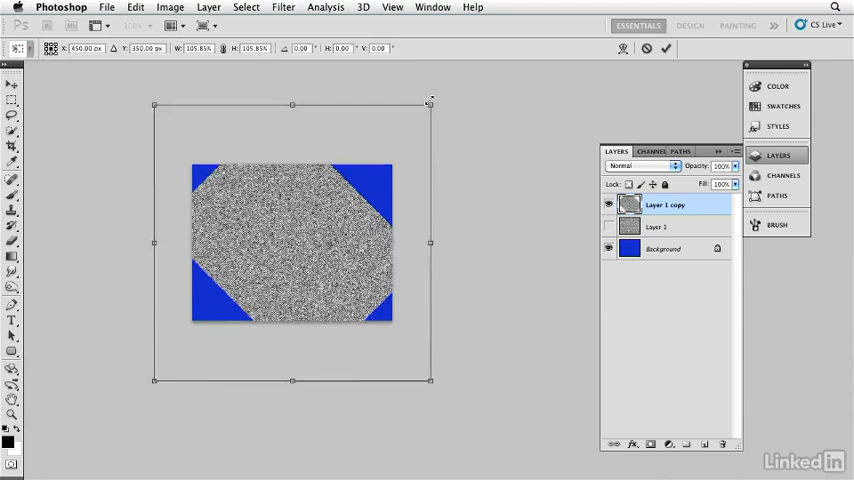 Photoshop File Edit Image Layer Select Filter Analysis 3D View Window Help
Ps 100% ESSENTIALS DESIGN PAINTING CS Live
X: 450.00 px Y: 350.00 px W: 105.85% H: 105.85% 0.00 ° H: 0.00 ° V: 0.00 °
COLOR
SWATCHES
STYLES
LAYERS
CHANNELS
PATHS
BRUSH
LAYERS CHANNEL PATHS
Normal Opacity: 100%
Lock: Fill: 100%
Layer 1 copy
Layer 1
Background
fx
T
Linked in